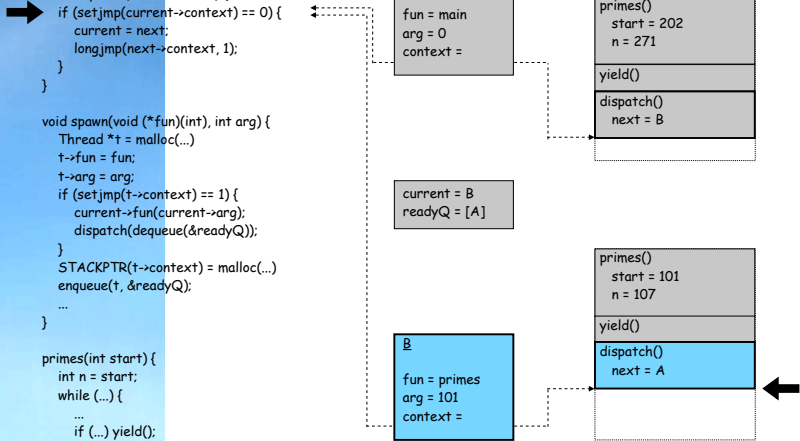 if (setjmp(current->context) == 0) {
current = next;
longjmp(next->context, 1);
}
}
void spawn(void (*fun)(int), int arg) {
Thread *t = malloc(...)
t->fun = fun;
t->arg = arg;
if (setjmp(t->context) == 1) {
current->fun(current->arg);
dispatch(dequeue(&readyQ));
}
STACKPTR(t->context) = malloc(...)
enqueue(t, &readyQ);
...
}
primes(int start) {
int n = start;
while (...) {
...
if (...) yield();
fun = main
arg = 0
context =
current = B
readyQ = [A]
B
fun = primes
arg = 101
context =
primes()
start = 202
n = 271
yield()
dispatch()
next = B
primes()
start = 101
n = 107
yield()
dispatch()
next = A